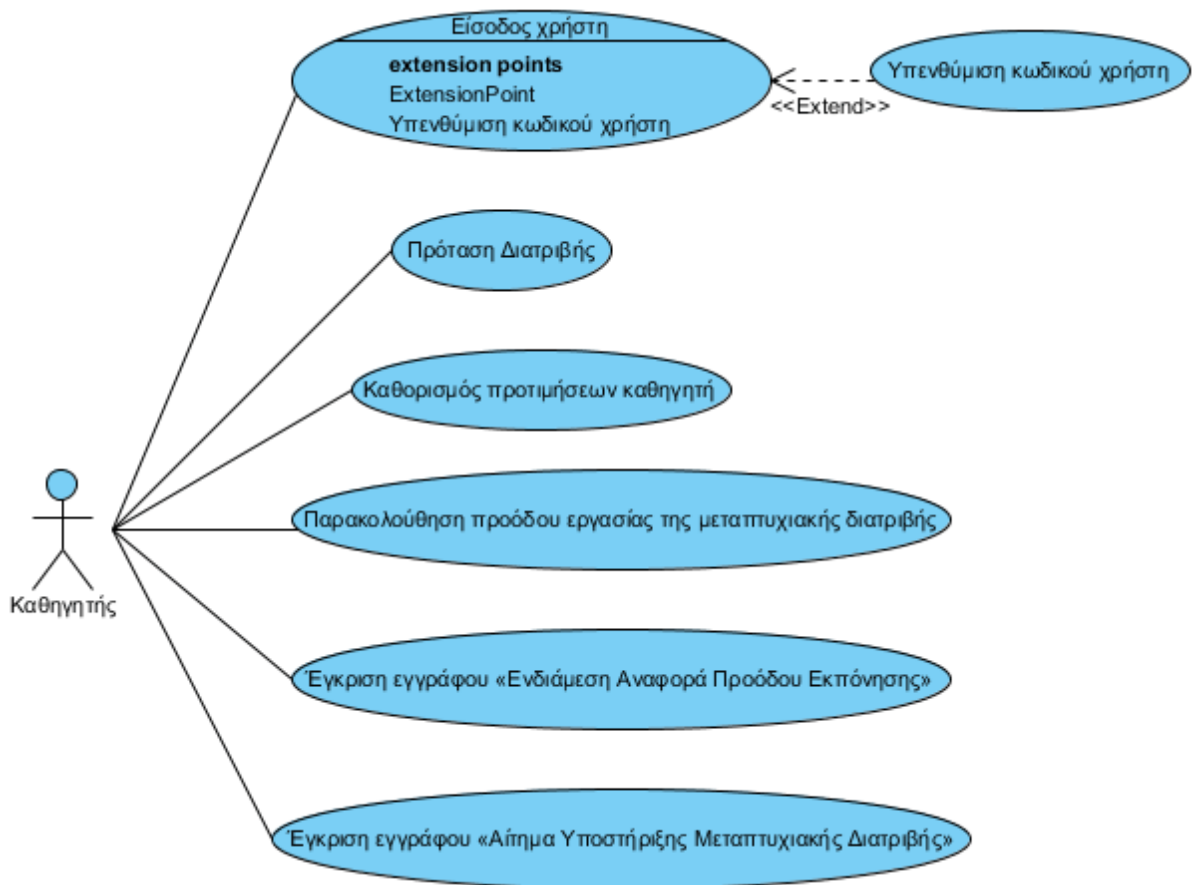 Είσοδος χρήστη
extension points
ExtensionPoint
Υπενθύμιση κωδικού χρήστη
<<Extend>>
Υπενθύμιση κωδικού χρήστη
Πρόταση Διατριβής
Καθορισμός προτιμήσεων καθηγητή
Παρακολούθηση προόδου εργασίας της μεταπτυχιακής διατριβής
Καθηγητής
Έγκριση εγγράφου «Ενδιάμεση Αναφορά Προόδου Εκπόνησης»
Έγκριση εγγράφου «Αίτημα Υποστήριξης Μεταπτυχιακής Διατριβής»